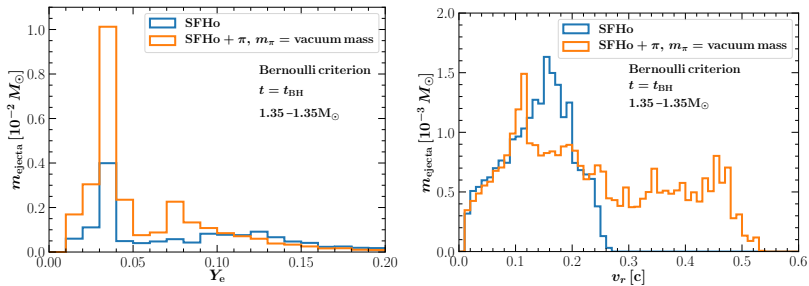 SFHo
SFHo + π, m_π = vacuum mass
Bernoulli criterion
t = t_BH
1.35–1.35M_⊙
m_ejecta [10^−2 M_⊙]
1.0
0.8
0.6
0.4
0.2
0.0
0.00 0.05 0.10 0.15 0.20
Y_e
SFHo
SFHo + π, m_π = vacuum mass
Bernoulli criterion
t = t_BH
1.35–1.35M_⊙
m_ejecta [10^−3 M_⊙]
2.0
1.5
1.0
0.5
0.0
0.0 0.1 0.2 0.3 0.4 0.5 0.6
v_r [c]